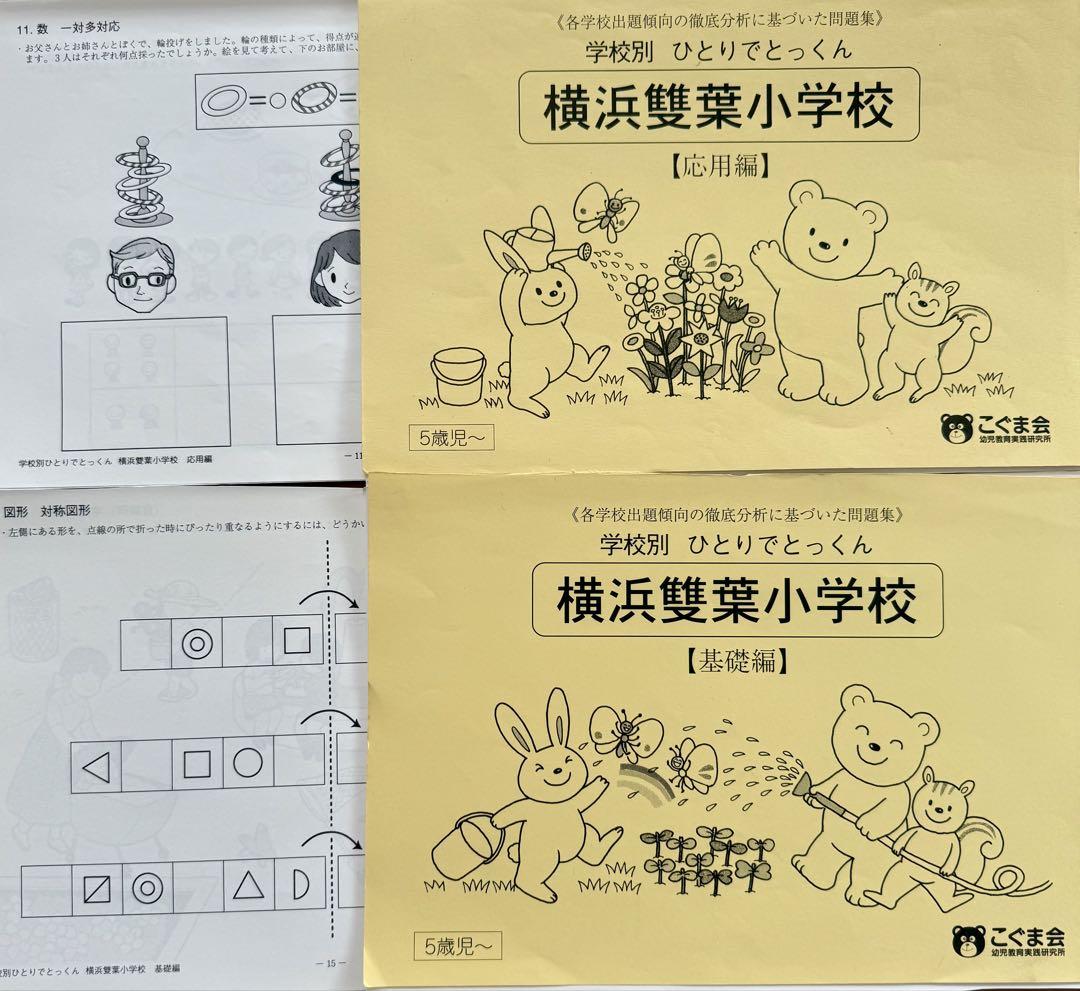 11. 数　一対多対応
・お父さんとお姉さんとぼくで、輪投げをしました。輪の種類によって、得点が
ます。3人はそれぞれ何点採ったでしょうか。絵を見て考えて、下のお部屋に、
学校別ひとりでとっくん 横浜雙葉小学校　応用編
－11
《各学校出題傾向の徹底分析に基づいた問題集》
学校別　ひとりでとっくん
横浜雙葉小学校
【応用編】
5歳児～
こぐま会
幼児教育実践研究所
図形　対称図形
・左側にある形を、点線の所で折った時にぴったり重なるようにするには、どうか
校別ひとりでとっくん 横浜雙葉小学校　基礎編
－15－
《各学校出題傾向の徹底分析に基づいた問題集》
学校別　ひとりでとっくん
横浜雙葉小学校
【基礎編】
5歳児～
こぐま会
幼児教育実践研究所